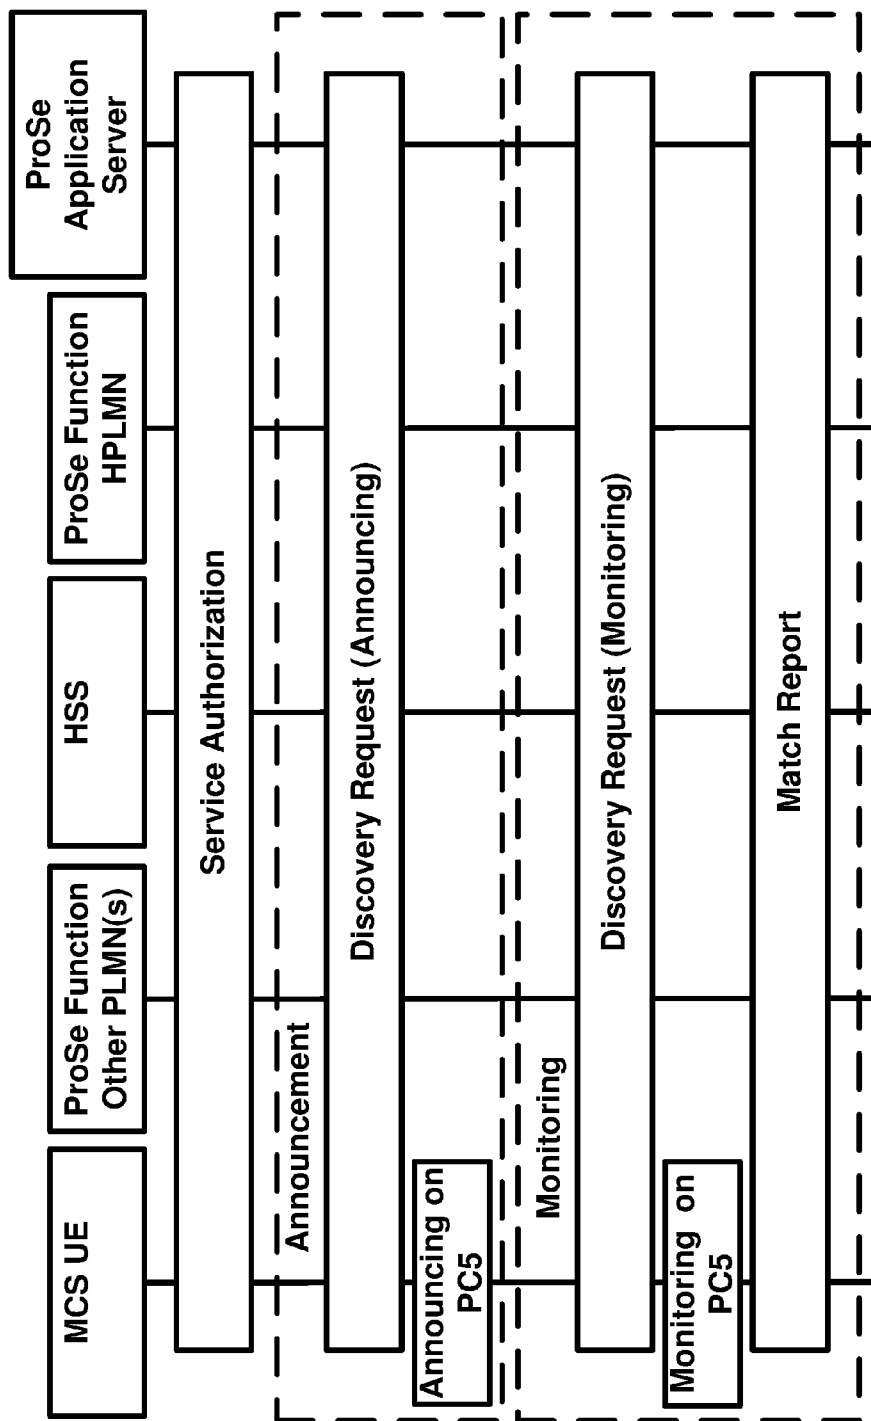 MCS UE
ProSe Function
Other PLMN(s)
HSS
ProSe Function
HPLMN
ProSe
Application
Server
Service Authorization
Announcement
Discovery Request (Announcing)
Announcing on
PC5
Monitoring
Discovery Request (Monitoring)
Monitoring on
PC5
Match Report